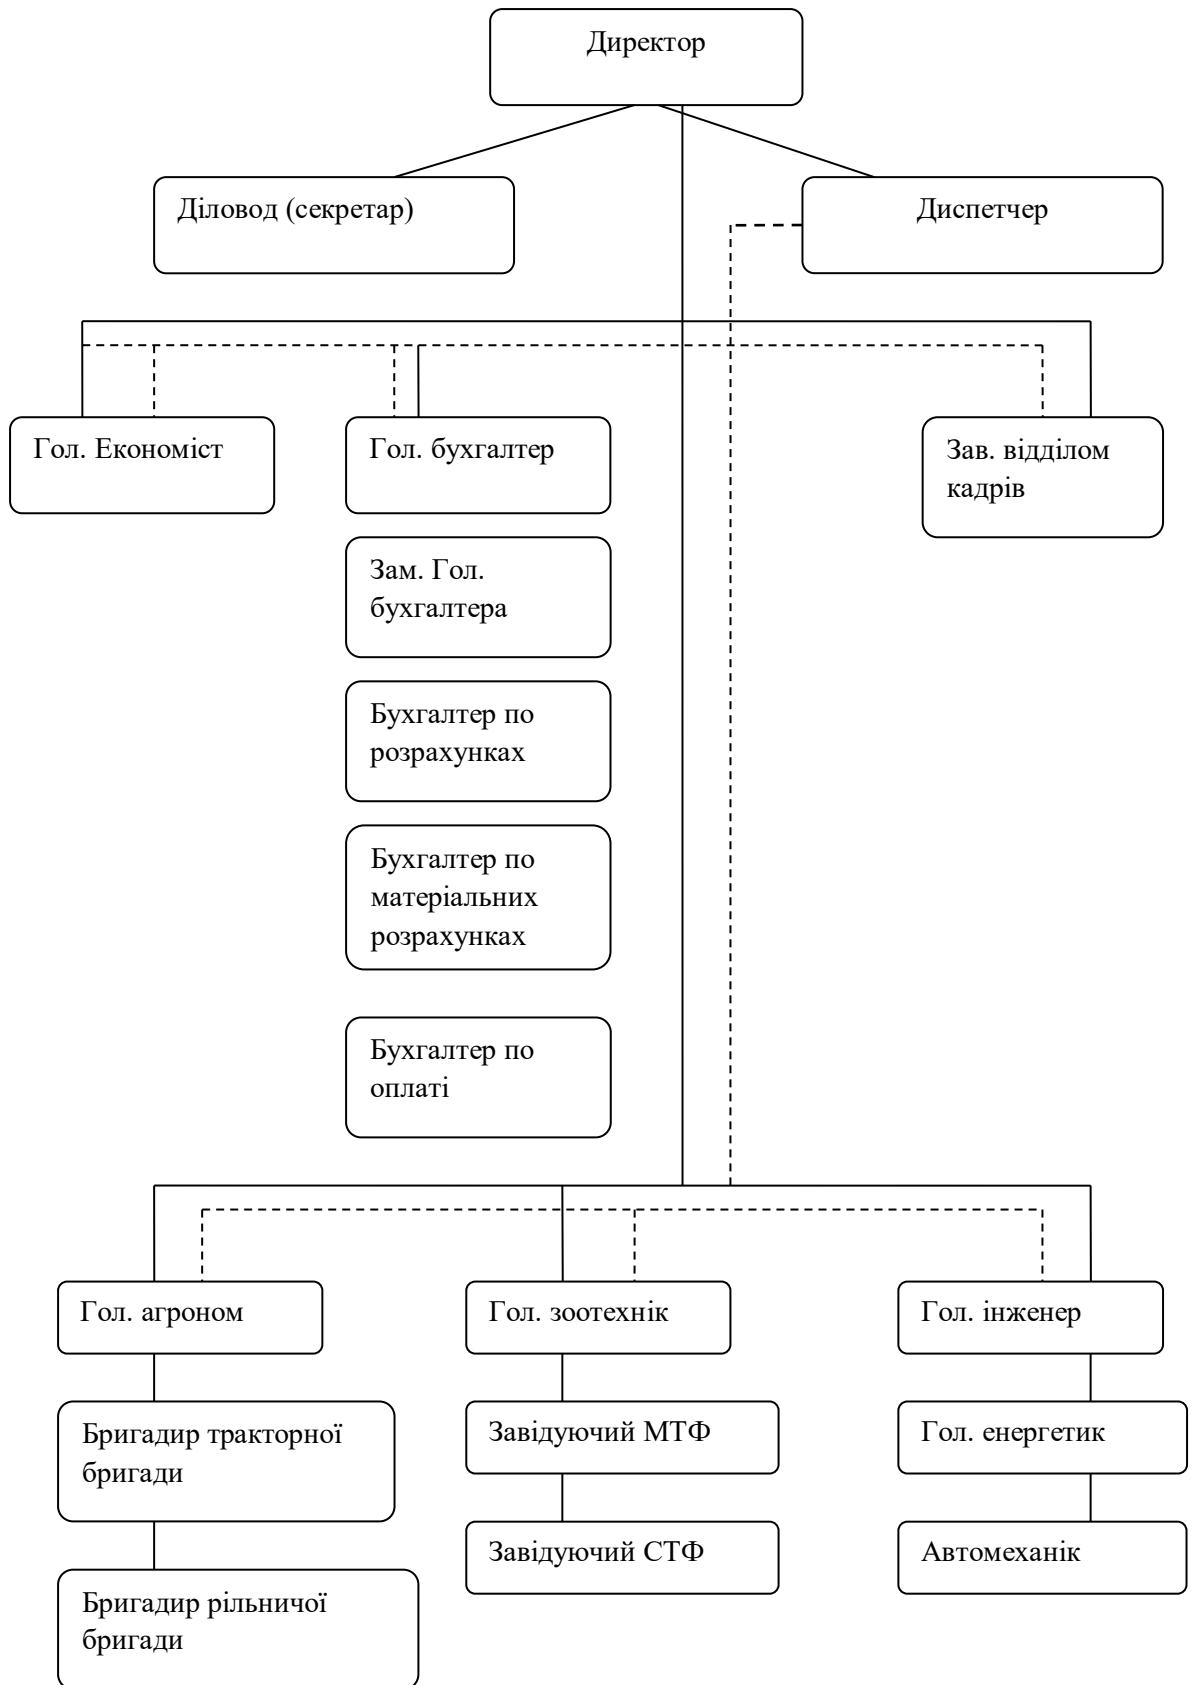 Директор
Діловод (секретар)
Диспетчер
Гол. Економіст
Гол. бухгалтер
Зав. відділом
кадрів
Зам. Гол.
бухгалтера
Бухгалтер по
розрахунках
Бухгалтер по
матеріальних
розрахунках
Бухгалтер по
оплаті
Гол. агроном
Гол. зоотехнік
Гол. інженер
Бригадир тракторної
бригади
Завідуючий МТФ
Гол. енергетик
Завідуючий СТФ
Автомеханік
Бригадир рільничої
бригади